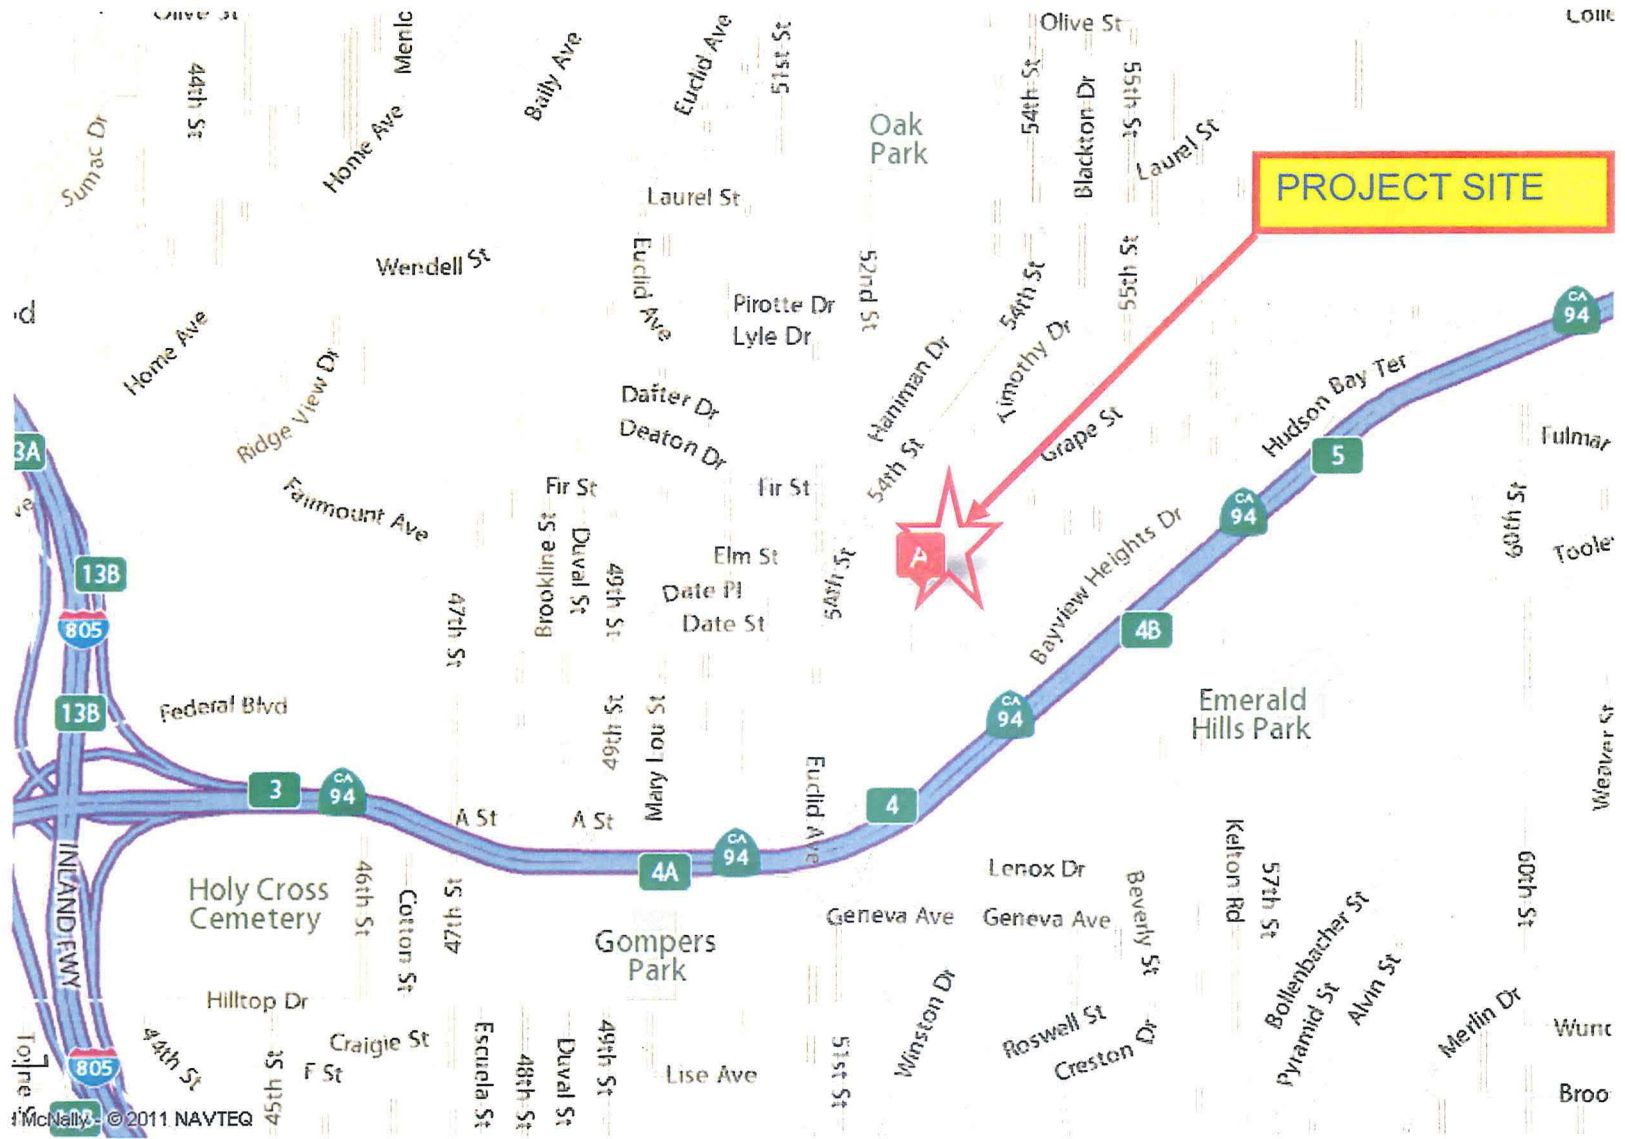 Olive St
Olive St
44th St
Menlo
Bally Ave
Euclid Ave
51st St
54th St
Blackton Dr
55th St
Laurel St
Oak
Park
Sumac Dr
Home Ave
Laurel St
PROJECT SITE
Wendell St
Euclid Ave
52nd St
54th St
55th St
Pirotte Dr
Lyle Dr
CA
94
Home Ave
Ridge View Dr
Haniman Dr
Timothy Dr
Hudson Bay Ter
Dafter Dr
Deaton Dr
Grape St
Fulmar
3A
5
54th St
Fir St
Fir St
Fairmount Ave
CA
94
60th St
Brookline St
Duval St
49th St
Elm St
54th St
A
Bayview Heights Dr
Toole
13B
Date Pl
Date St
47th St
805
4B
13B
Federal Blvd
49th St
Mary Lou St
CA
94
Emerald
Hills Park
Weaver St
Euclid Ave
3
CA
94
4
A St
A St
CA
94
4A
INLAND FWY
Holy Cross
Cemetery
46th St
Cotton St
47th St
Lenox Dr
Geneva Ave
Geneva Ave
Beverly St
Kelton Rd
57th St
60th St
Gompers
Park
Bollenbacher St
Pyramid St
Alvin St
Merlin Dr
Hilltop Dr
Winston Dr
Roswell St
Creston Dr
Wund
44th St
45th St
Craigie St
F St
Escuela St
48th St
Duval St
49th St
Lise Ave
51st St
805
Broo
McNally - © 2011 NAVTEQ